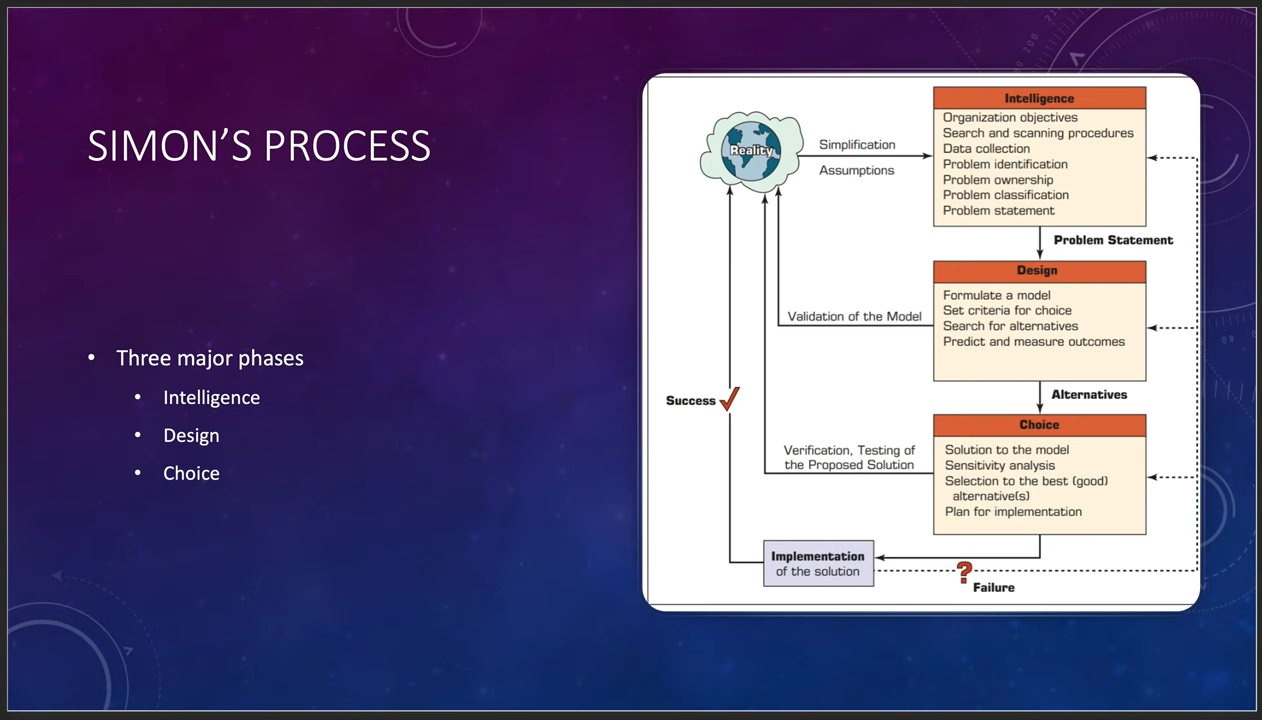 SIMON'S PROCESS
• Three major phases
• Intelligence
• Design
• Choice
Reality
Simplification
Assumptions
Intelligence
Organization objectives
Search and scanning procedures
Data collection
Problem identification
Problem ownership
Problem classification
Problem statement
Problem Statement
Design
Formulate a model
Set criteria for choice
Search for alternatives
Predict and measure outcomes
Validation of the Model
Alternatives
Success
Choice
Solution to the model
Sensitivity analysis
Selection to the best (good)
alternative(s)
Plan for implementation
Verification, Testing of
the Proposed Solution
Implementation
of the solution
?
Failure